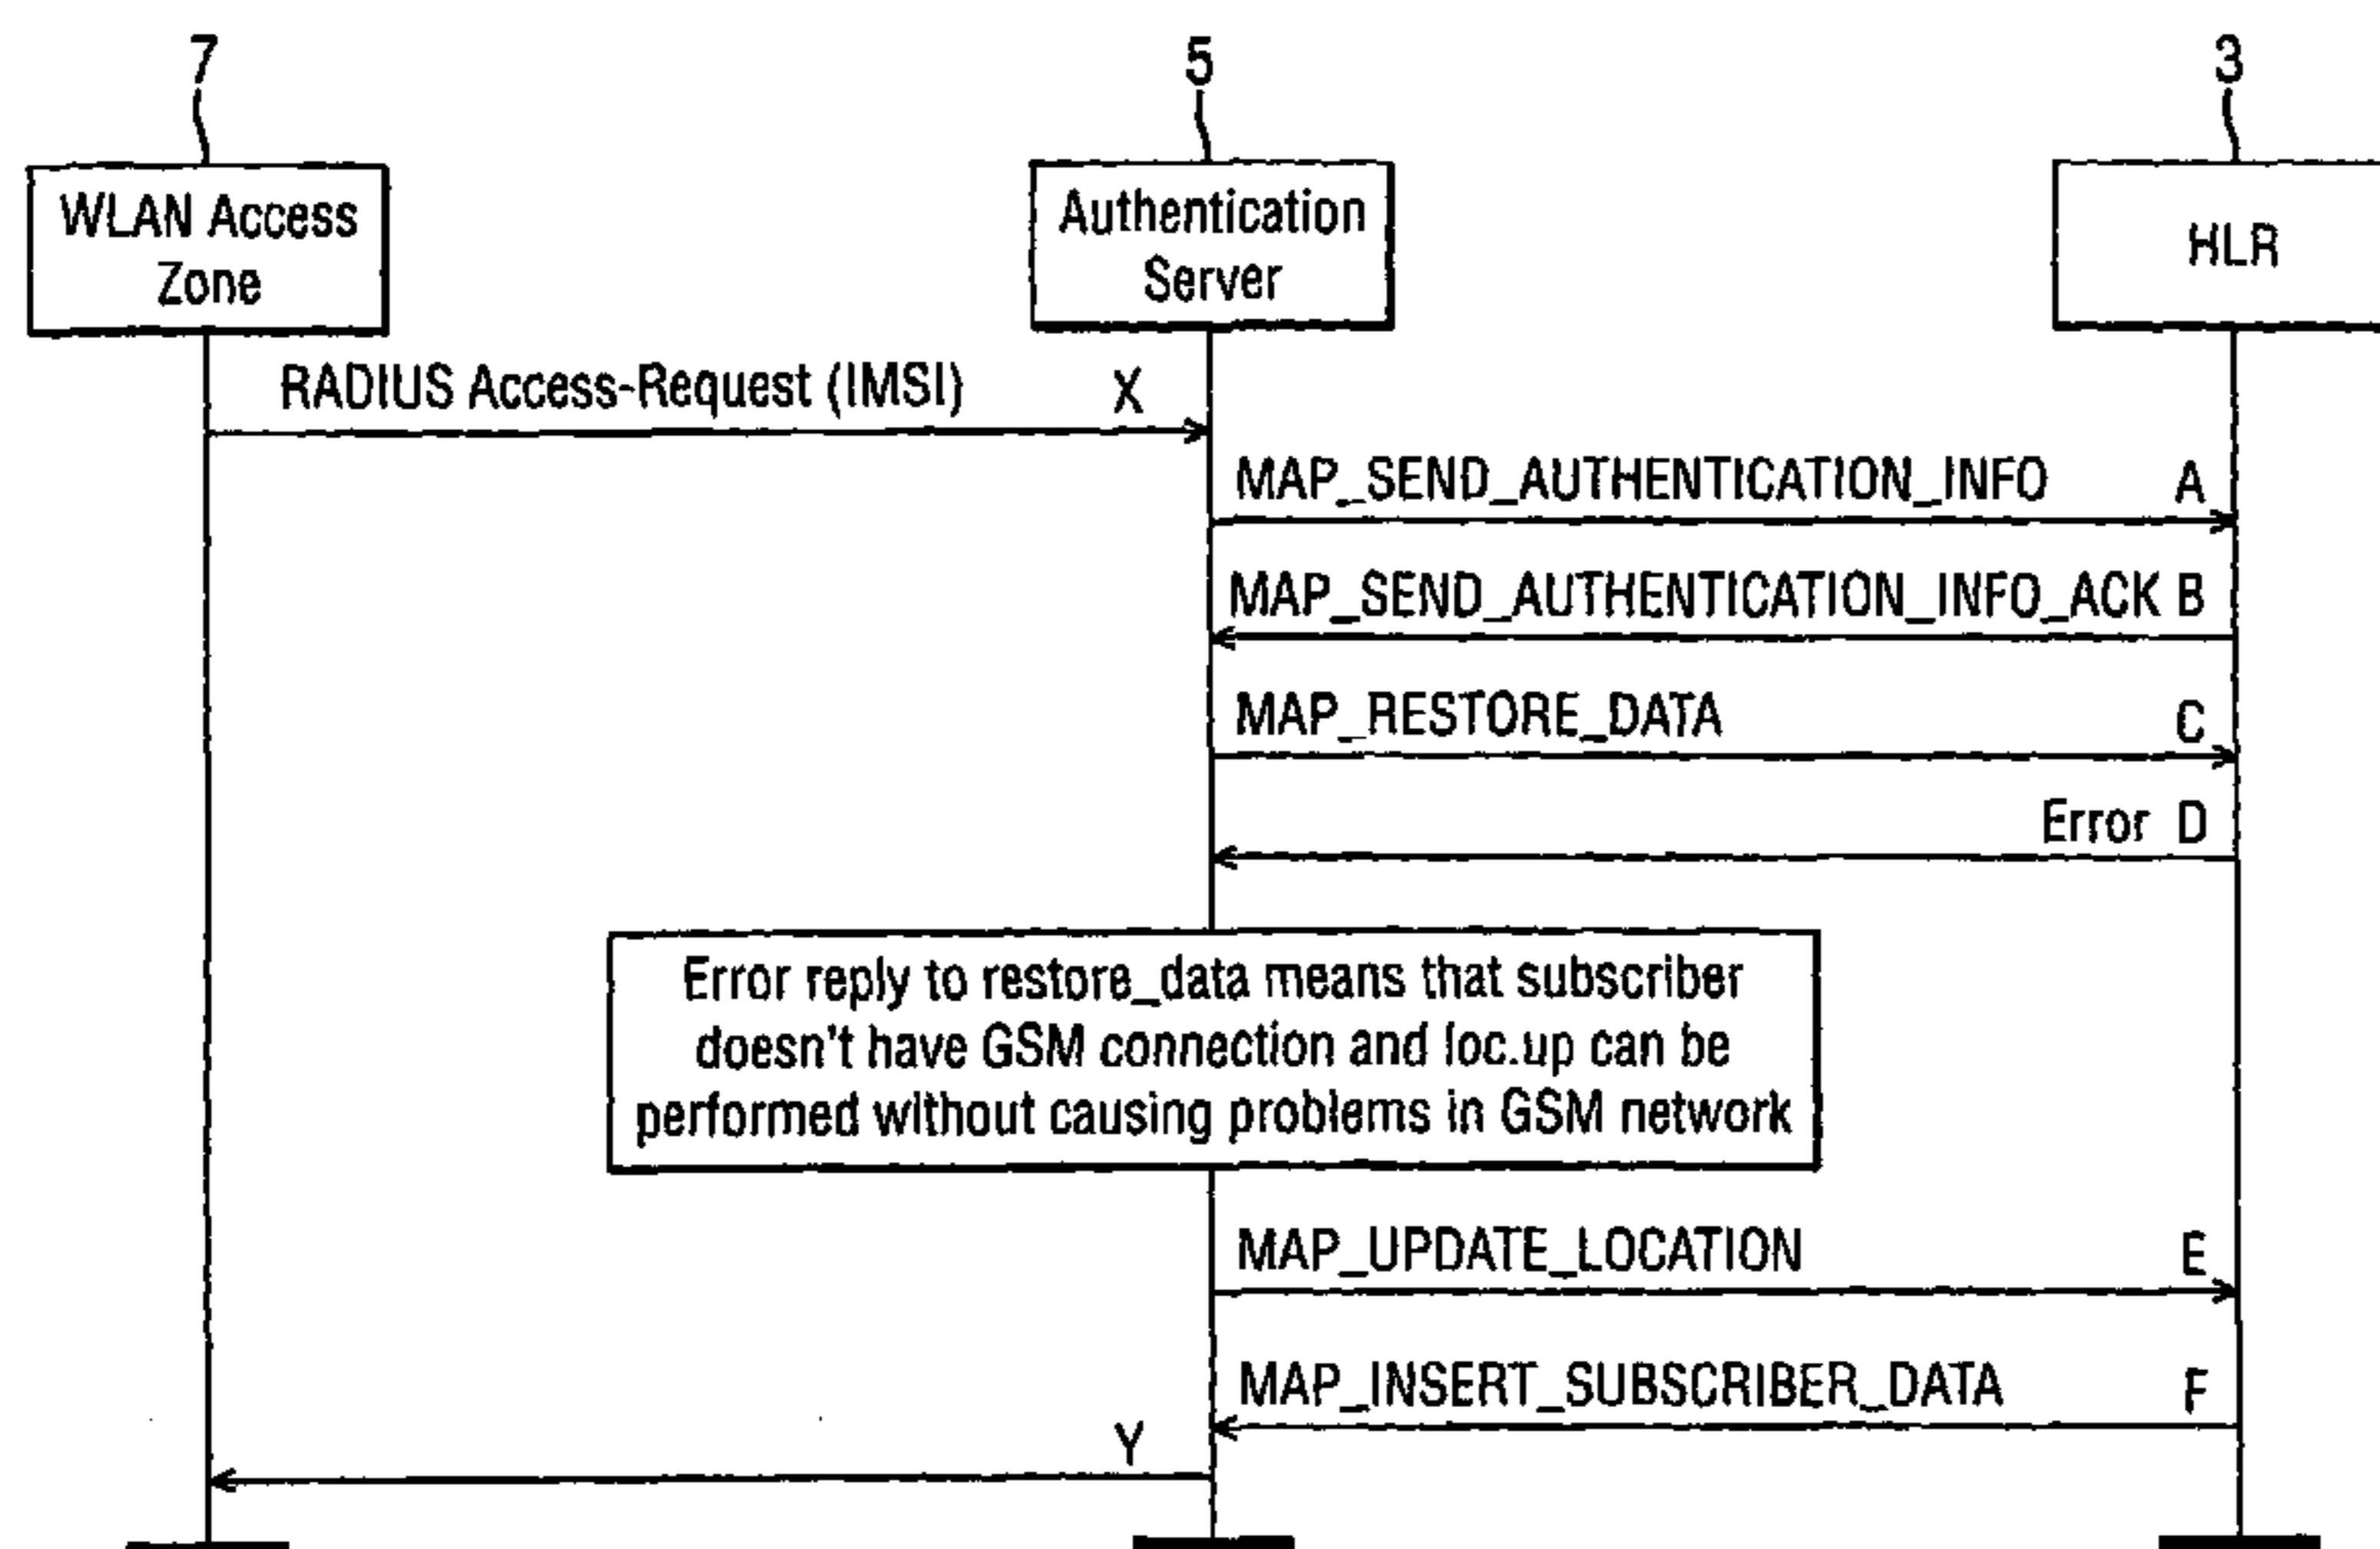 7
5
3
WLAN Access
Zone
Authentication
Server
HLR
RADIUS Access-Request (IMSI) X
MAP_SEND_AUTHENTICATION_INFO A
MAP_SEND_AUTHENTICATION_INFO_ACK B
MAP_RESTORE_DATA C
Error D
Error reply to restore_data means that subscriber
doesn't have GSM connection and loc.up can be
performed without causing problems in GSM network
MAP_UPDATE_LOCATION E
MAP_INSERT_SUBSCRIBER_DATA F
Y